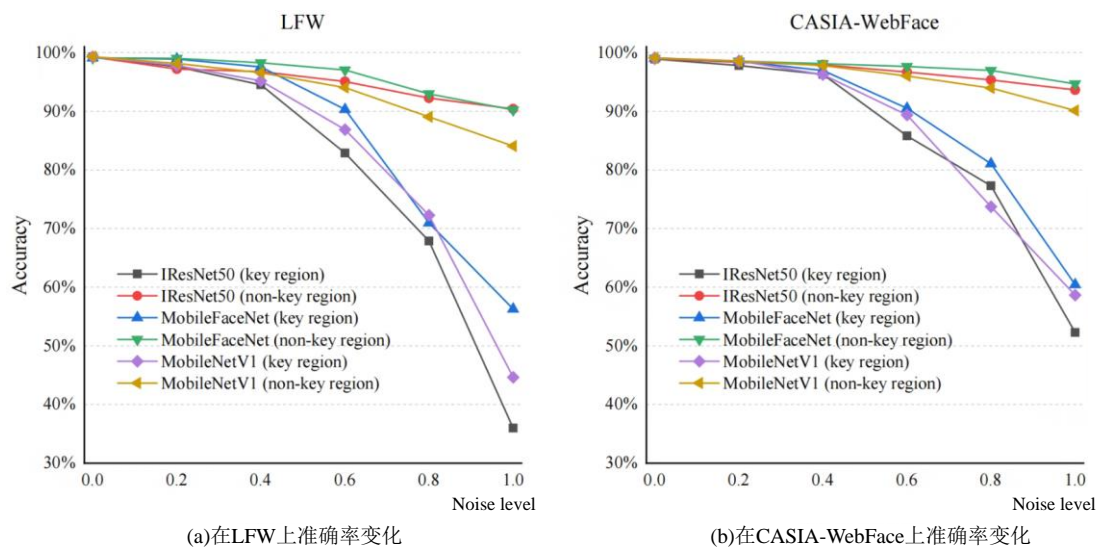 LFW
100%
90%
80%
70%
60%
50%
40%
30%
Accuracy
IResNet50 (key region)
IResNet50 (non-key region)
MobileFaceNet (key region)
MobileFaceNet (non-key region)
MobileNetV1 (key region)
MobileNetV1 (non-key region)
0.0 0.2 0.4 0.6 0.8 1.0
Noise level
(a)在LFW上准确率变化
CASIA-WebFace
100%
90%
80%
70%
60%
50%
40%
30%
Accuracy
IResNet50 (key region)
IResNet50 (non-key region)
MobileFaceNet (key region)
MobileFaceNet (non-key region)
MobileNetV1 (key region)
MobileNetV1 (non-key region)
0.0 0.2 0.4 0.6 0.8 1.0
Noise level
(b)在CASIA-WebFace上准确率变化